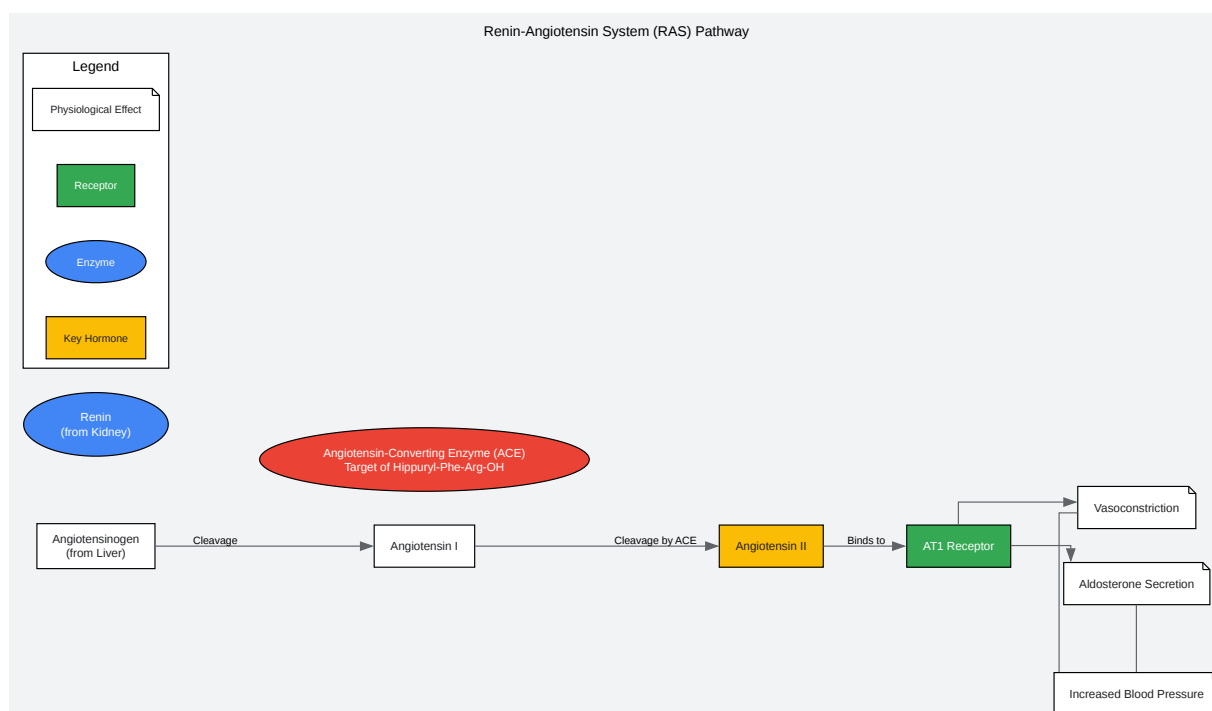 Renin-Angiotensin System (RAS) Pathway
Legend
Physiological Effect
Receptor
Enzyme
Key Hormone
Renin
(from Kidney)
Angiotensin-Converting Enzyme (ACE)
Target of Hippuryl-Phe-Arg-OH
Angiotensinogen
(from Liver)
Cleavage
Angiotensin I
Cleavage by ACE
Angiotensin II
Binds to
AT1 Receptor
Vasoconstriction
Aldosterone Secretion
Increased Blood Pressure